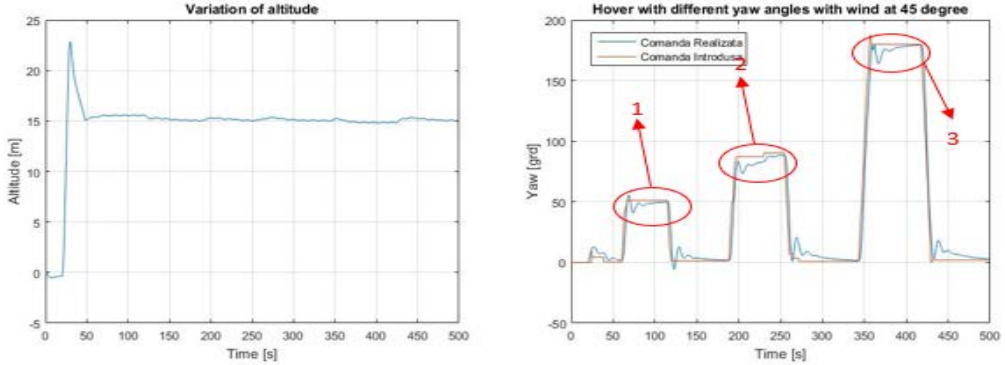 Variation of altitude
25
20
15
10
5
0
-5
Altitude [m]
0 50 100 150 200 250 300 350 400 450 500
Time [s]
Hover with different yaw angles with wind at 45 degree
200
150
100
50
0
-50
Yaw [grd]
Comanda Realizata
Comanda Introdusa
1
2
3
0 50 100 150 200 250 300 350 400 450 500
Time [s]